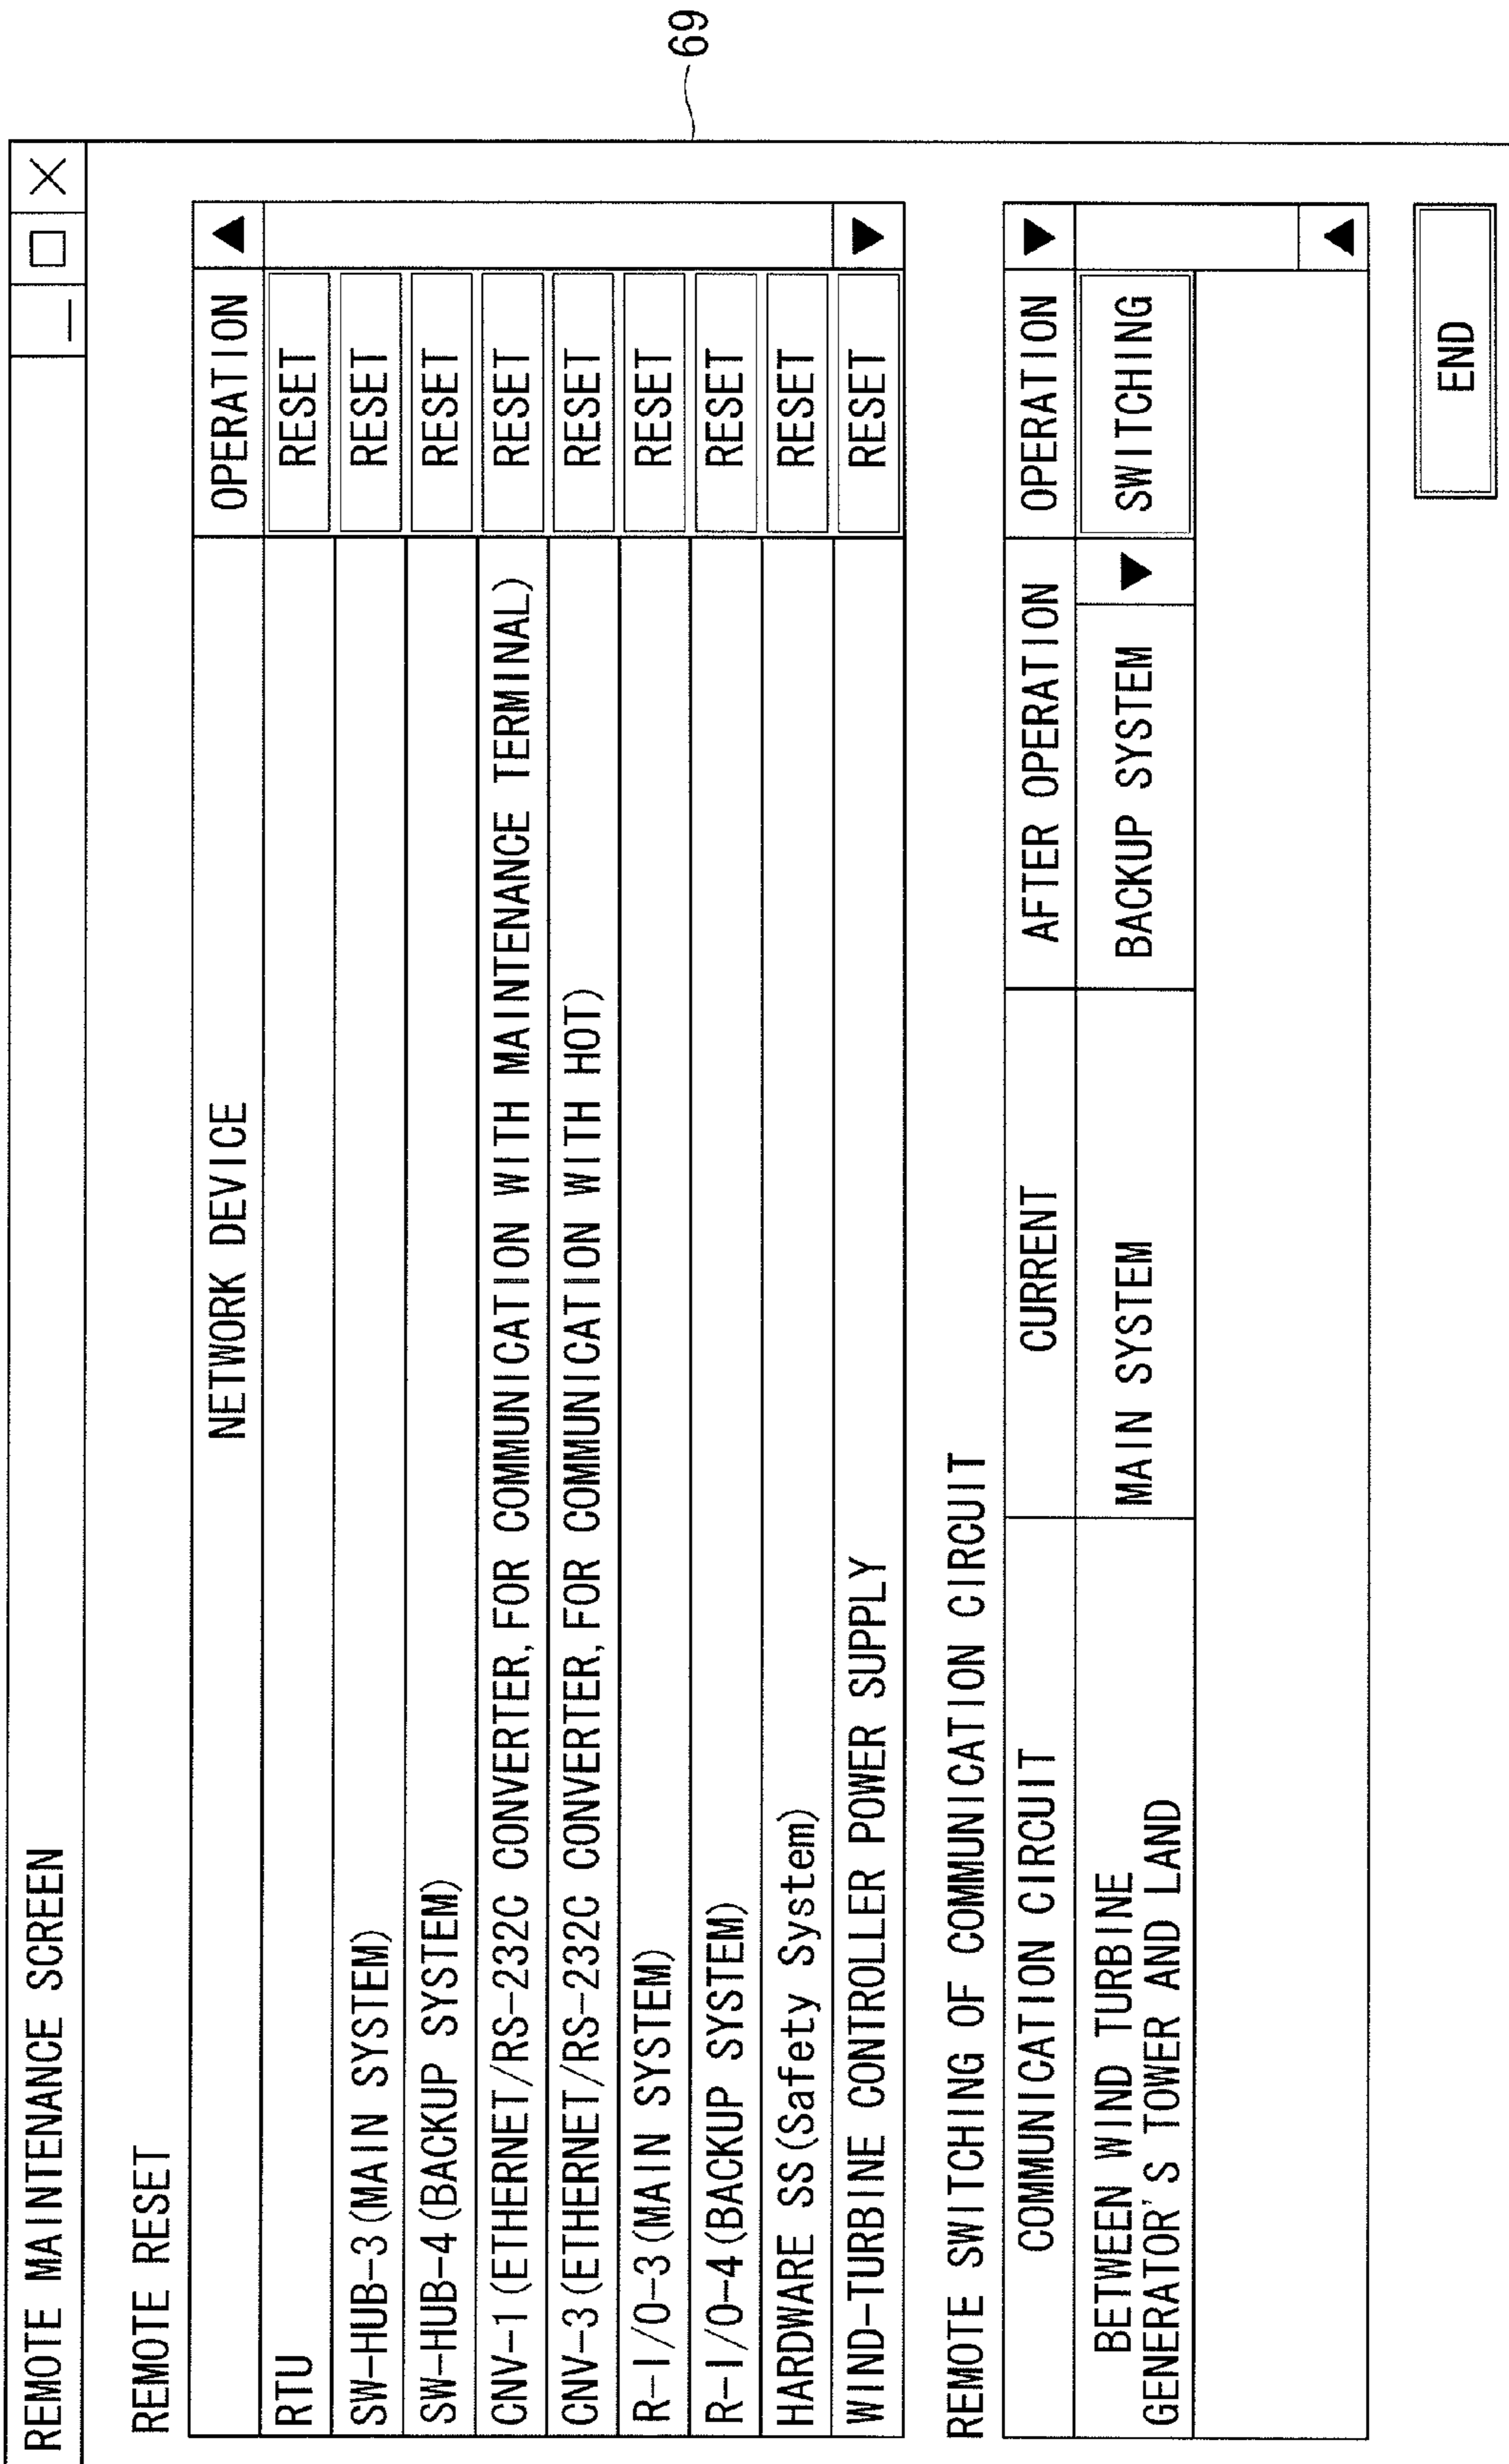 REMOTE MAINTENANCE SCREEN
REMOTE RESET
NETWORK DEVICE OPERATION
RTU RESET
SW-HUB-3(MAIN SYSTEM) RESET
SW-HUB-4(BACKUP SYSTEM) RESET
CNV-1(ETHERNET/RS-232C CONVERTER, FOR COMMUNICATION WITH MAINTENANCE TERMINAL) RESET
CNV-3(ETHERNET/RS-232C CONVERTER, FOR COMMUNICATION WITH HOT) RESET
R-I/O-3(MAIN SYSTEM) RESET
R-I/O-4(BACKUP SYSTEM) RESET
HARDWARE SS(Safety System) RESET
WIND-TURBINE CONTROLLER POWER SUPPLY RESET
69
REMOTE SWITCHING OF COMMUNICATION CIRCUIT
COMMUNICATION CIRCUIT CURRENT AFTER OPERATION OPERATION
BETWEEN WIND TURBINE
GENERATOR'S TOWER AND LAND MAIN SYSTEM BACKUP SYSTEM SWITCHING
END